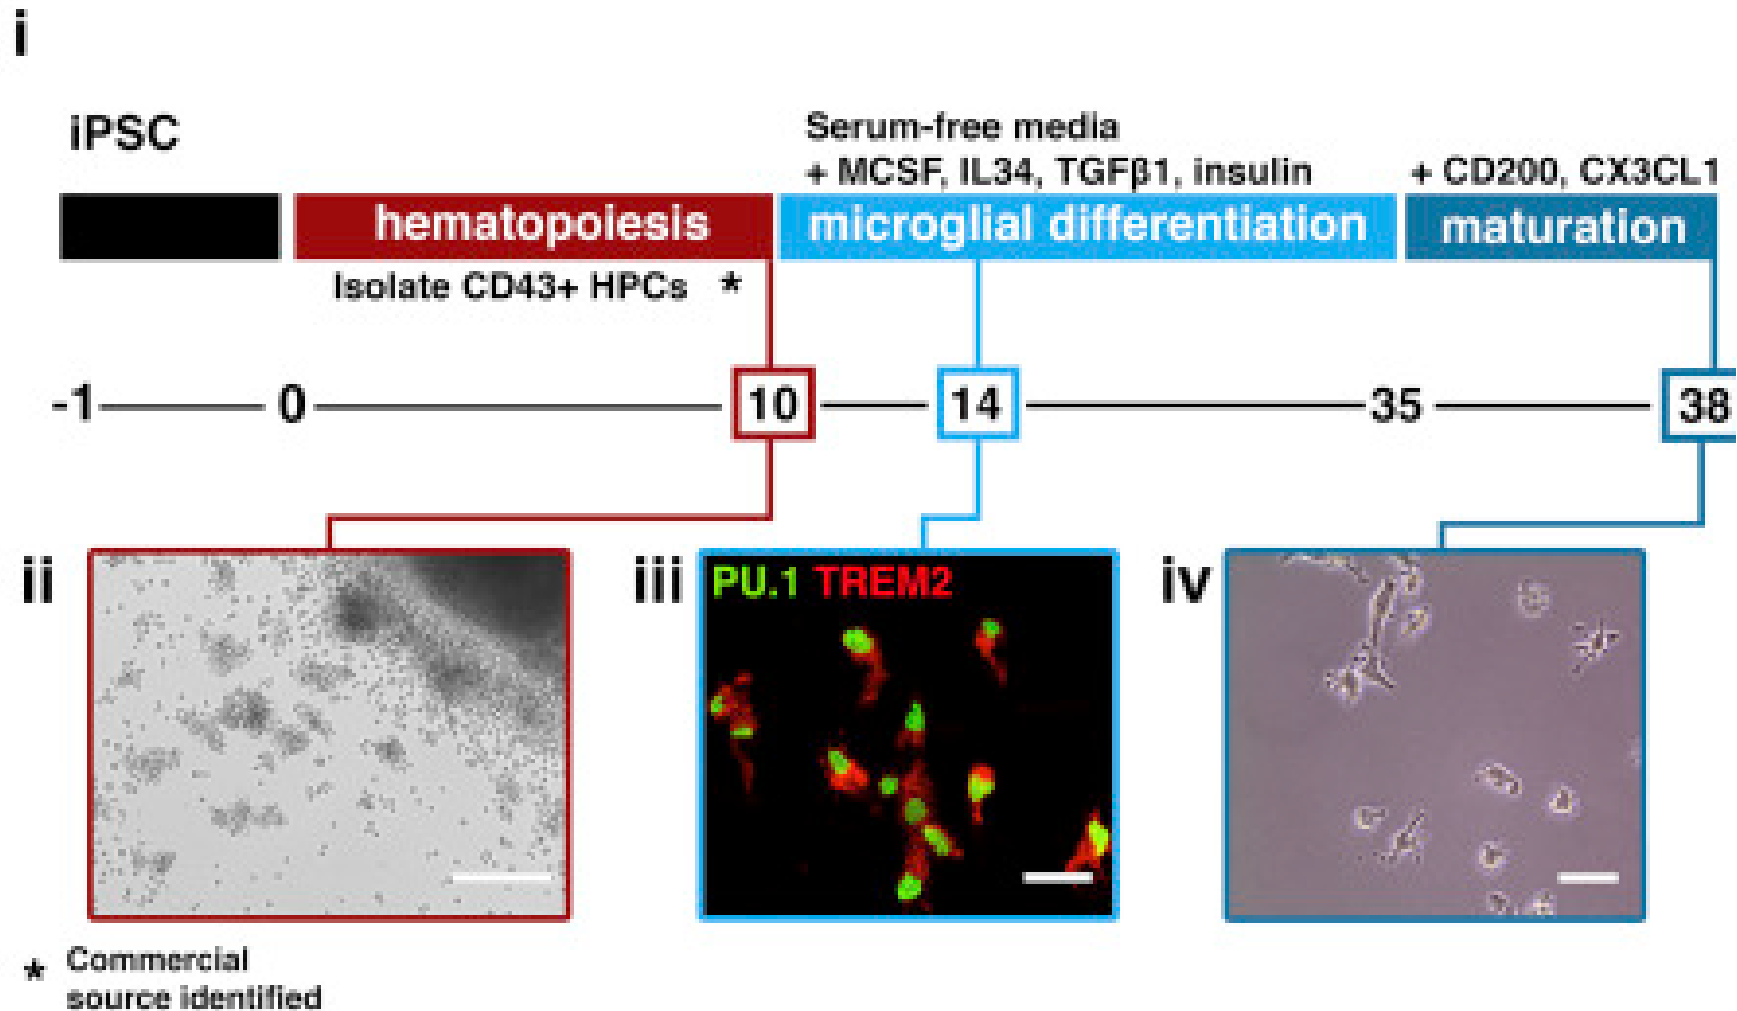 i
iPSC
Serum-free media
+ MCSF, IL34, TGFβ1, insulin
+ CD200, CX3CL1
hematopoiesis
microglial differentiation
maturation
Isolate CD43+ HPCs *
-1
0
10
14
35
38
ii
iii
PU.1 TREM2
iv
* Commercial
source identified